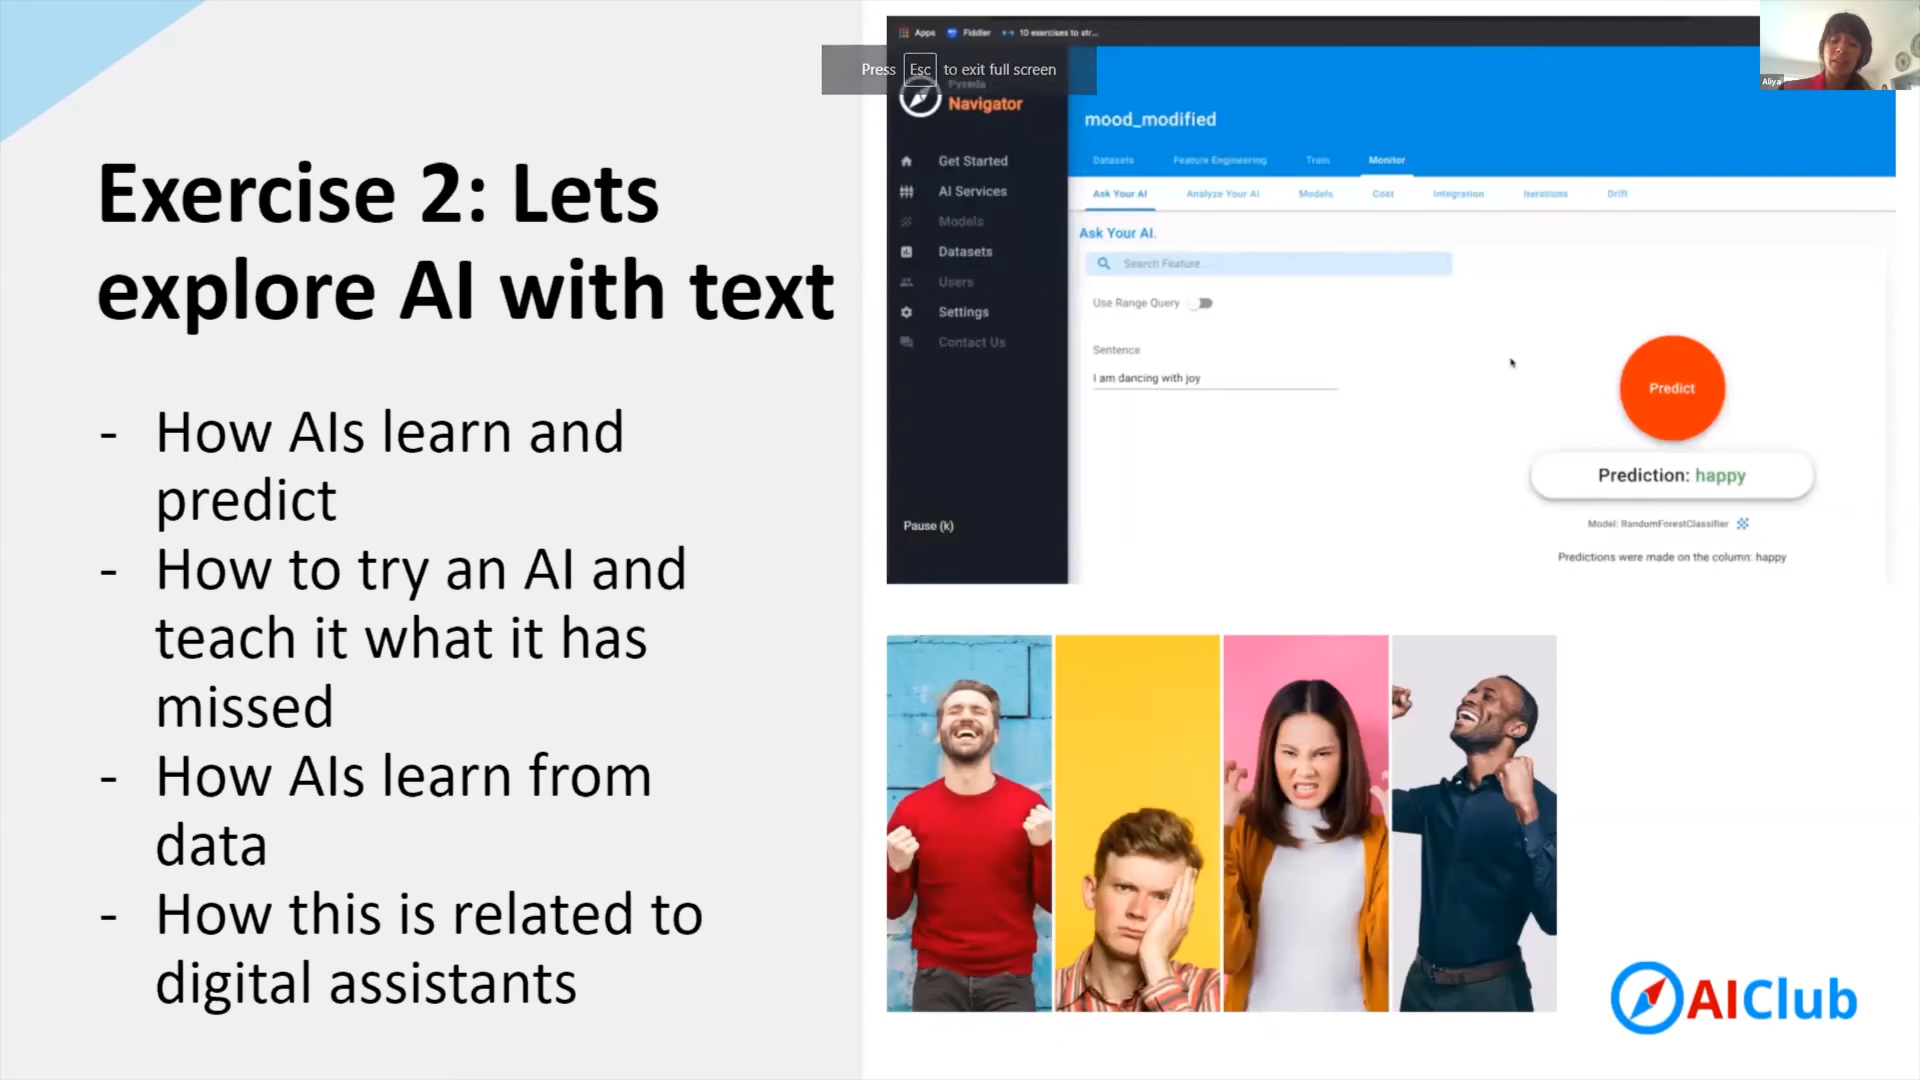 Exercise 2: Lets
explore AI with text
- How AIs learn and
predict
- How to try an AI and
teach it what it has
missed
- How AIs learn from
data
- How this is related to
digital assistants
Apps Fiddler 10 exercises to str...
Press Esc to exit full screen
Pyxeda
Navigator
Get Started
AI Services
Models
Datasets
Users
Settings
Contact Us
Pause (k)
mood_modified
Datasets Feature Engineering Train Monitor
Ask Your AI Analyze Your AI Models Cost Integration Iterations Drift
Ask Your AI.
Search Feature...
Use Range Query
Sentence
I am dancing with joy
Predict
Prediction: happy
Model: RandomForestClassifier
Predictions were made on the column: happy
Aliya
AIClub